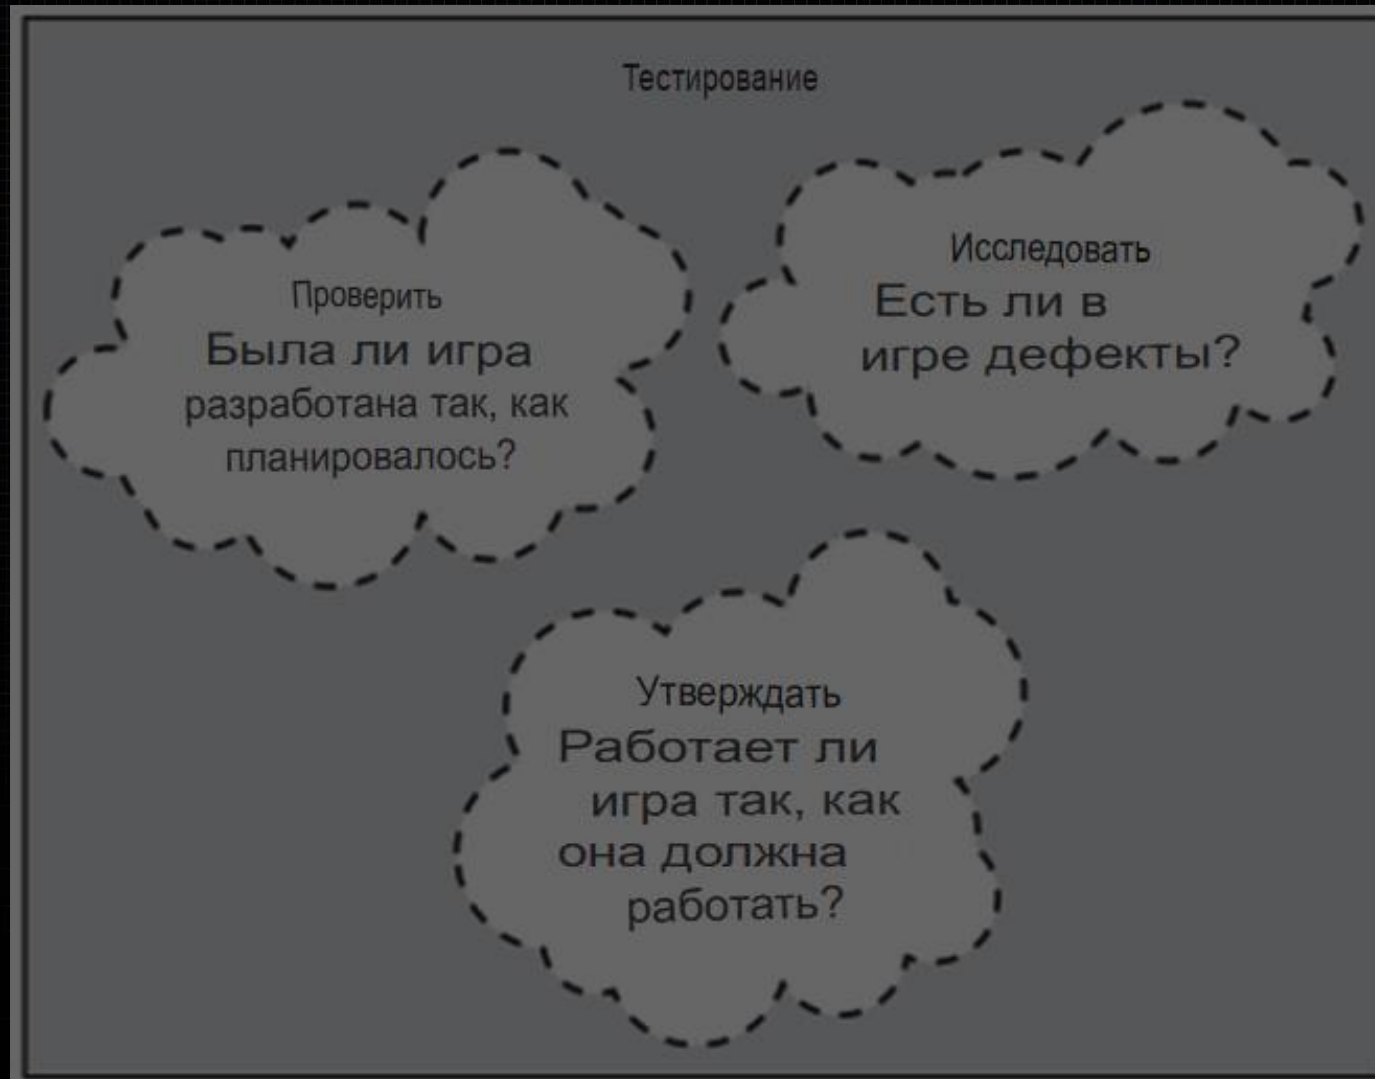 Тестирование
Проверить
Была ли игра
разработана так, как
планировалось?
Исследовать
Есть ли в
игре дефекты?
Утверждать
Работает ли
игра так, как
она должна
работать?